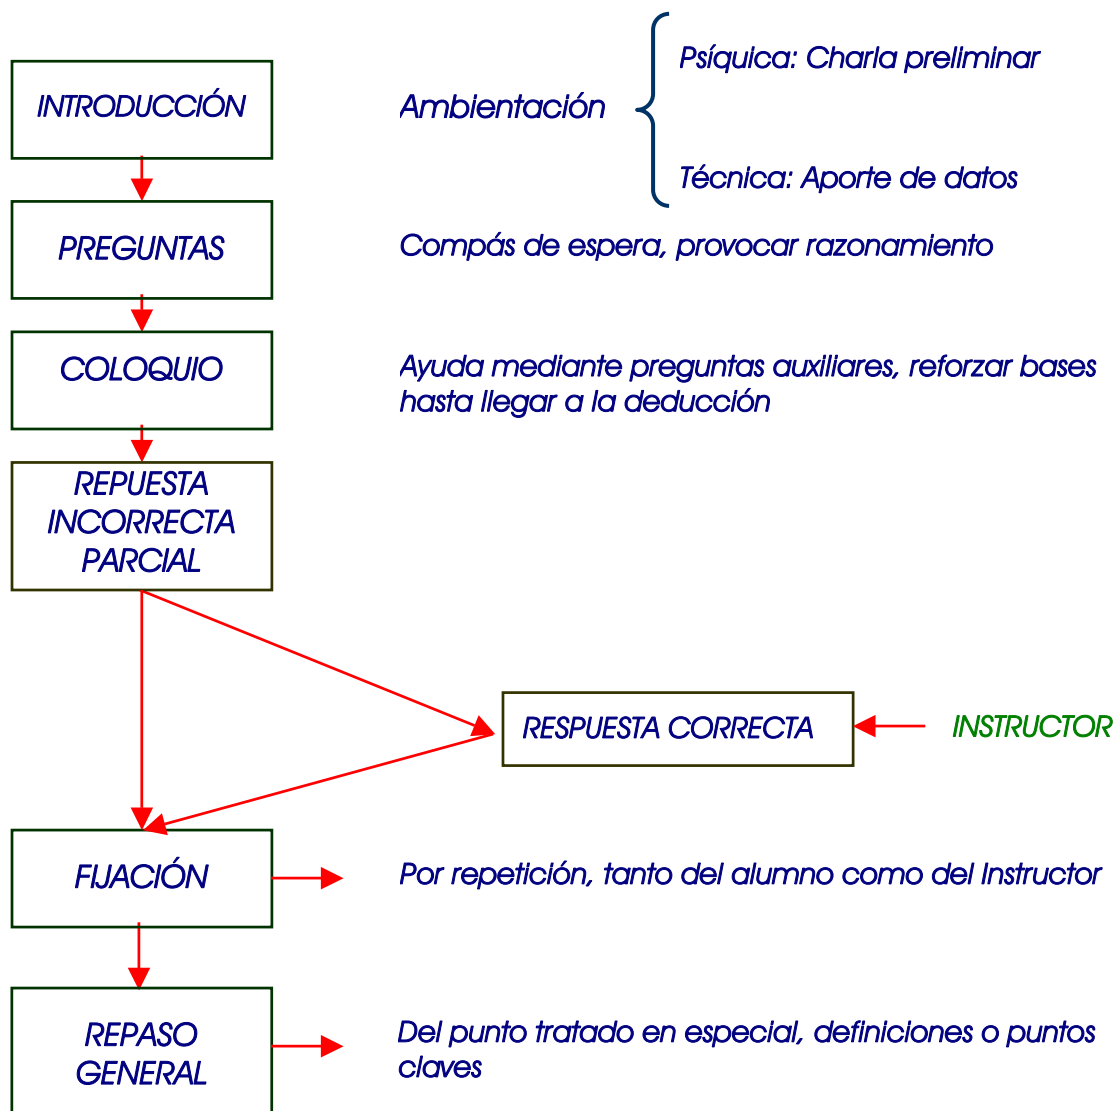 INTRODUCCIÓN
Ambientación
Psíquica: Charla preliminar
Técnica: Aporte de datos
PREGUNTAS
Compás de espera, provocar razonamiento
COLOQUIO
Ayuda mediante preguntas auxiliares, reforzar bases
hasta llegar a la deducción
REPUESTA
INCORRECTA
PARCIAL
RESPUESTA CORRECTA
INSTRUCTOR
FIJACIÓN
Por repetición, tanto del alumno como del Instructor
REPASO
GENERAL
Del punto tratado en especial, definiciones o puntos
claves